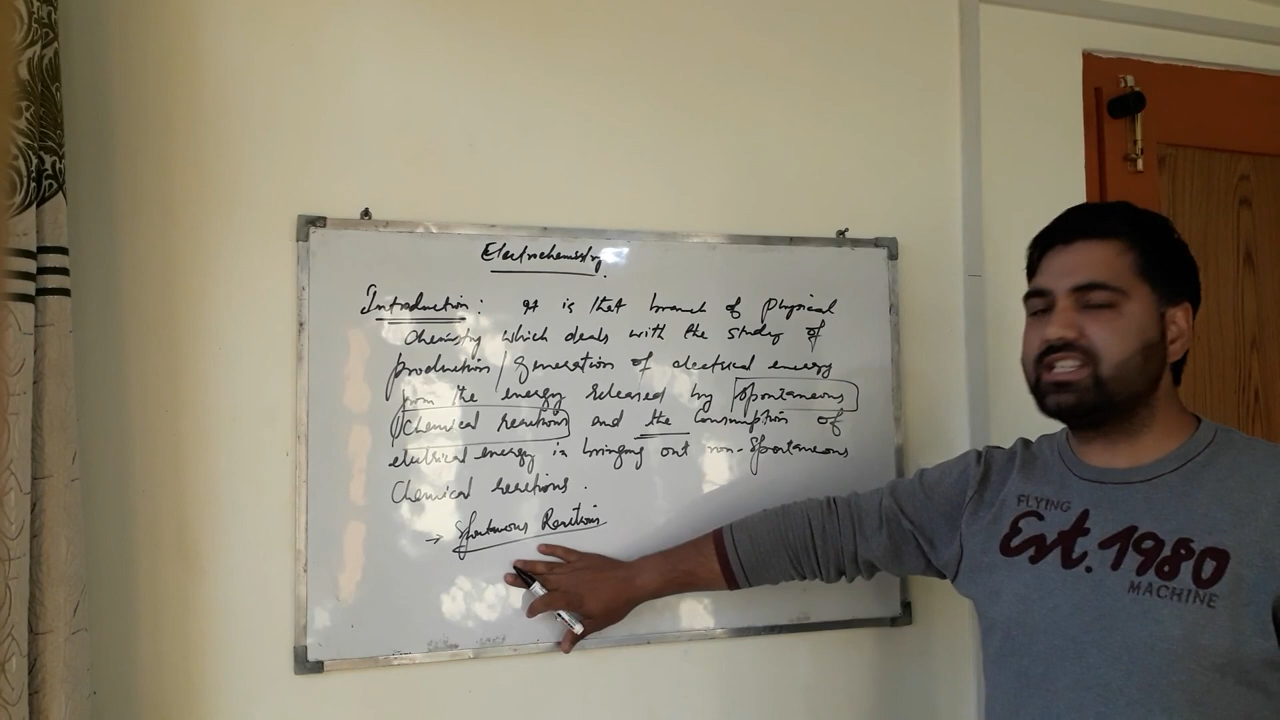 Electrochemistry
Introduction: It is that branch of physical
chemistry which deals with the study of
production/generation of electrical energy
from the energy released by spontaneous
chemical reactions and the consumption of
electrical energy in bringing out non-spontaneous
chemical reactions.
→ Spontaneous Reactions
FLYING
Est. 1980
MACHINE